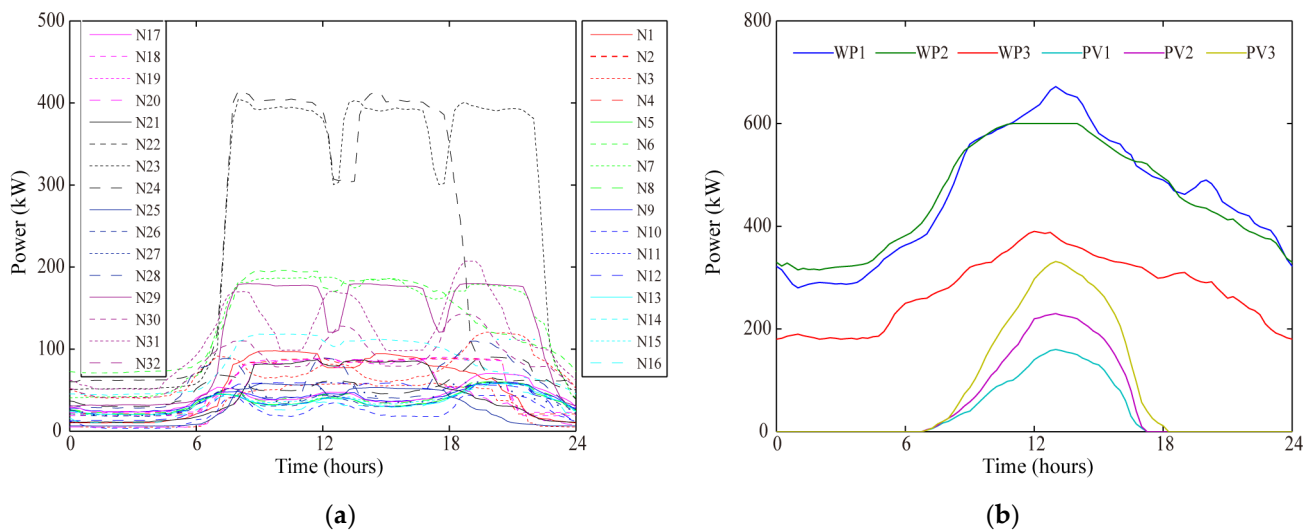 500
400
300
200
100
0
Power (kW)
N17
N18
N19
N20
N21
N22
N23
N24
N25
N26
N27
N28
N29
N30
N31
N32
N1
N2
N3
N4
N5
N6
N7
N8
N9
N10
N11
N12
N13
N14
N15
N16
0 6 12 18 24
Time (hours)
(a)
800
600
400
200
0
Power (kW)
WP1 WP2 WP3 PV1 PV2 PV3
0 6 12 18 24
Time (hours)
(b)